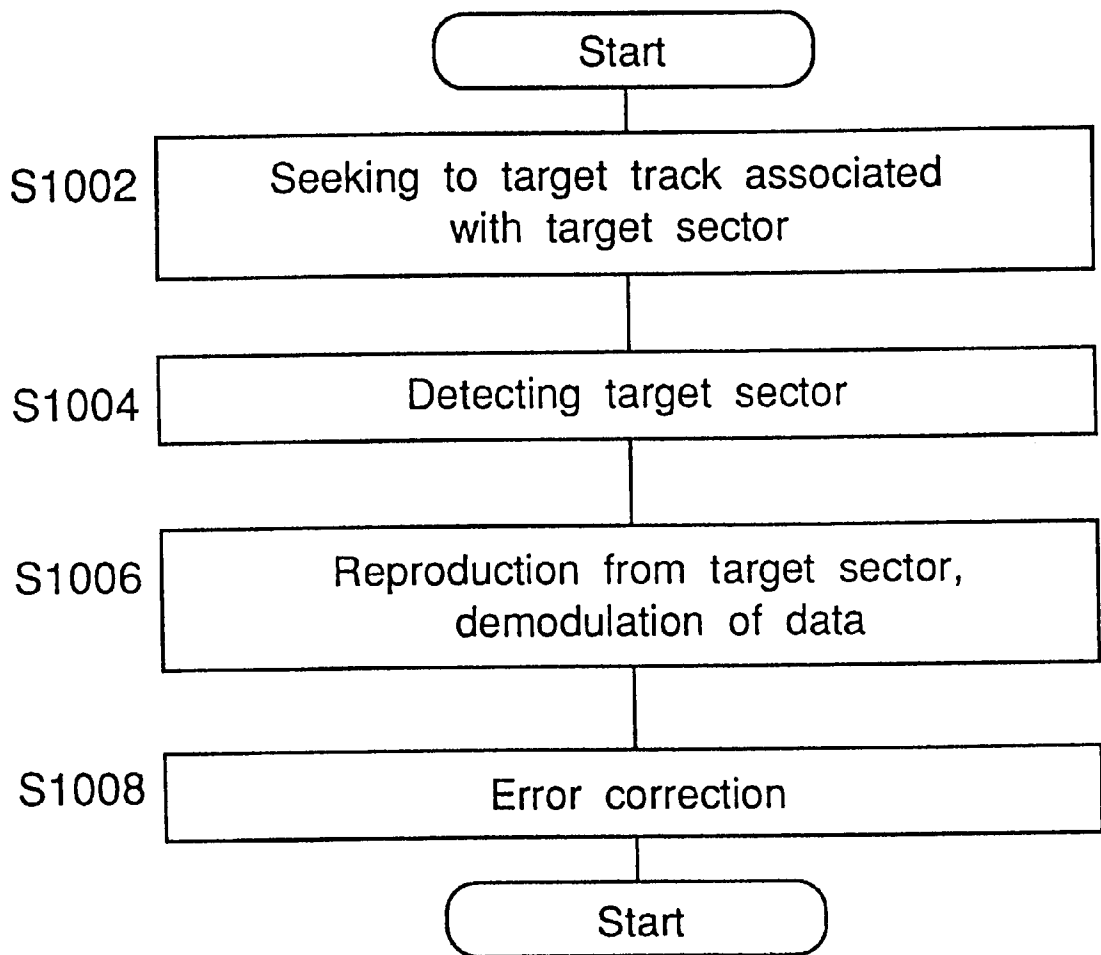 Start
S1002
Seeking to target track associated
with target sector
S1004
Detecting target sector
S1006
Reproduction from target sector,
demodulation of data
S1008
Error correction
Start